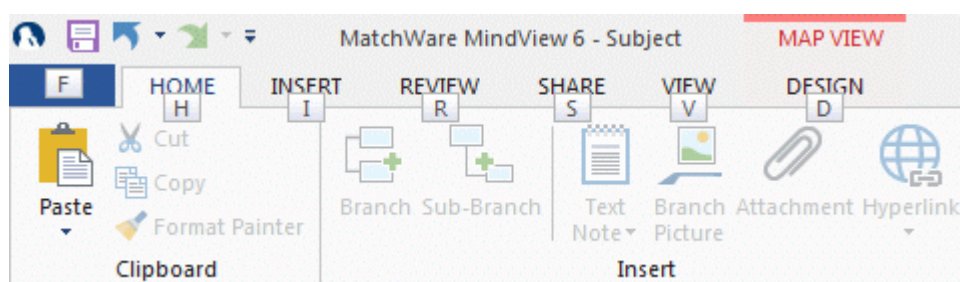 MatchWare MindView 6 - Subject MAP VIEW
F HOME INSERT REVIEW SHARE VIEW DESIGN
H I R S V D
Cut
Copy
Paste
Format Painter
Branch Sub-Branch Text Note Branch Picture Attachment Hyperlink
Clipboard Insert